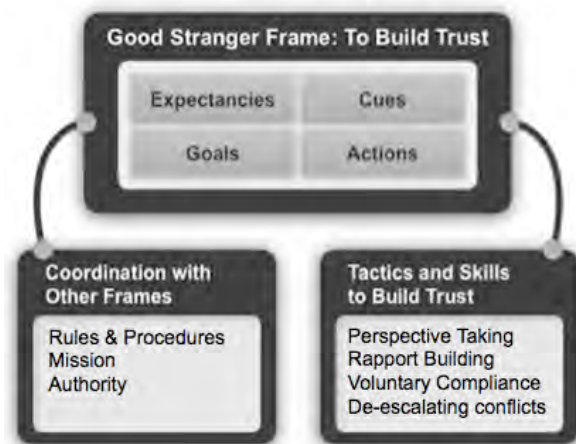 Good Stranger Frame: To Build Trust
Expectancies
Cues
Goals
Actions
Coordination with
Other Frames
Rules & Procedures
Mission
Authority
Tactics and Skills
to Build Trust
Perspective Taking
Rapport Building
Voluntary Compliance
De-escalating conflicts